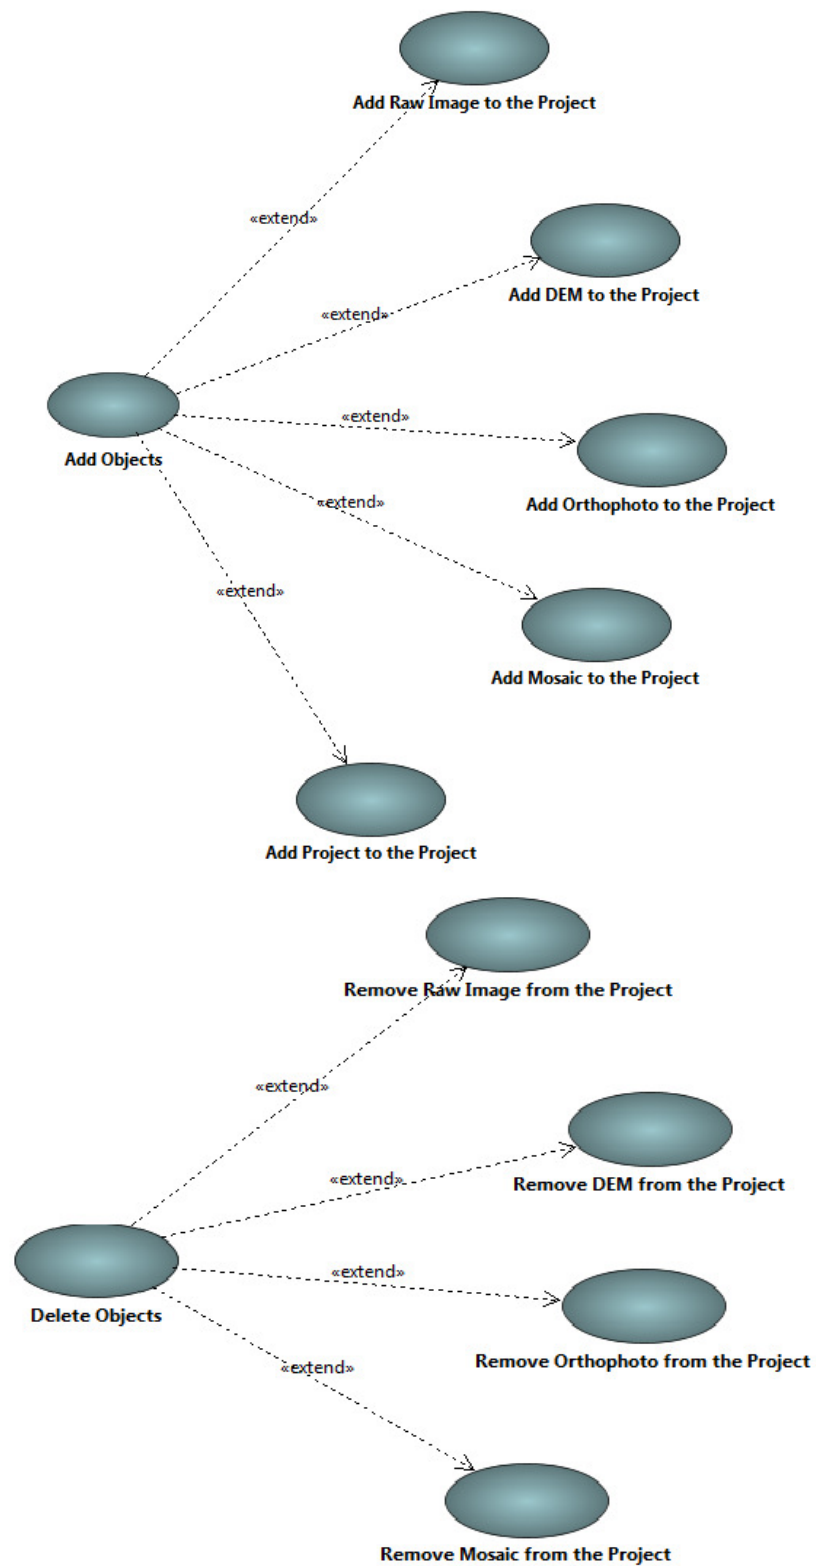 Add Raw Image to the Project
«extend»
Add DEM to the Project
«extend»
«extend»
Add Objects
«extend»
Add Orthophoto to the Project
«extend»
Add Mosaic to the Project
Add Project to the Project
Remove Raw Image from the Project
«extend»
«extend»
Remove DEM from the Project
«extend»
Delete Objects
Remove Orthophoto from the Project
«extend»
Remove Mosaic from the Project